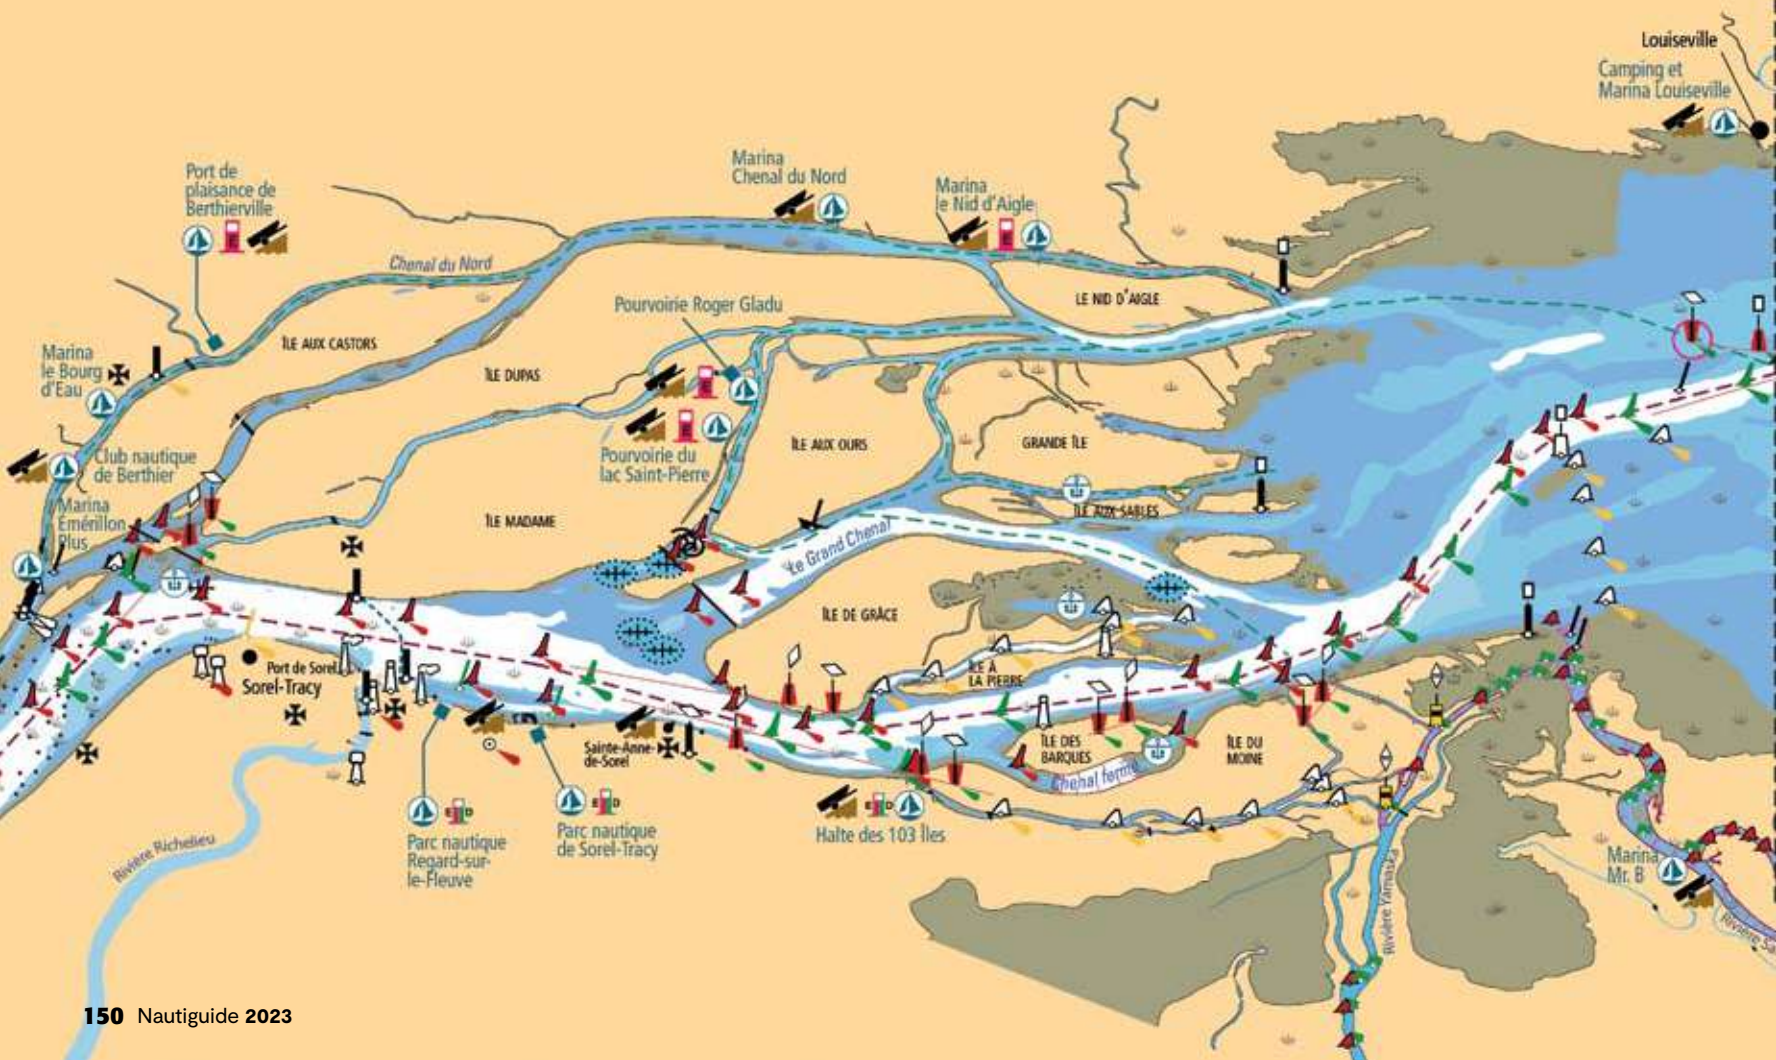 Louiseville
Camping et
Marina Louiseville
Port de
plaisance de
Berthierville
E
Marina
Chenal du Nord
Marina
le Nid d'Aigle
E
Chenal du Nord
Pourvoirie Roger Gladu
LE NID D'AIGLE
ÎLE AUX CASTORS
Marina
le Bourg
d'Eau
ÎLE DUPAS
E
E
Pourvoirie du
lac Saint-Pierre
ÎLE AUX OURS
GRANDE ÎLE
Club nautique
de Berthier
Marina
Émérillon
Plus
ÎLE MADAME
ÎLE AUX SABLES
Le Grand Chenal
ÎLE DE GRÂCE
ÎLE À
LA PIERRE
Port de Sorel
Sorel-Tracy
Sainte-Anne-
de-Sorel
ÎLE DES
BARQUES
ÎLE DU
MOINE
Chenal fermé
E D
Parc nautique
Regard-sur-
le-Fleuve
E D
Parc nautique
de Sorel-Tracy
E D
Halte des 103 Îles
Rivière Richelieu
Rivière Yamaska
Marina
Mr. B
Rivière Sa
150 Nautiguide 2023